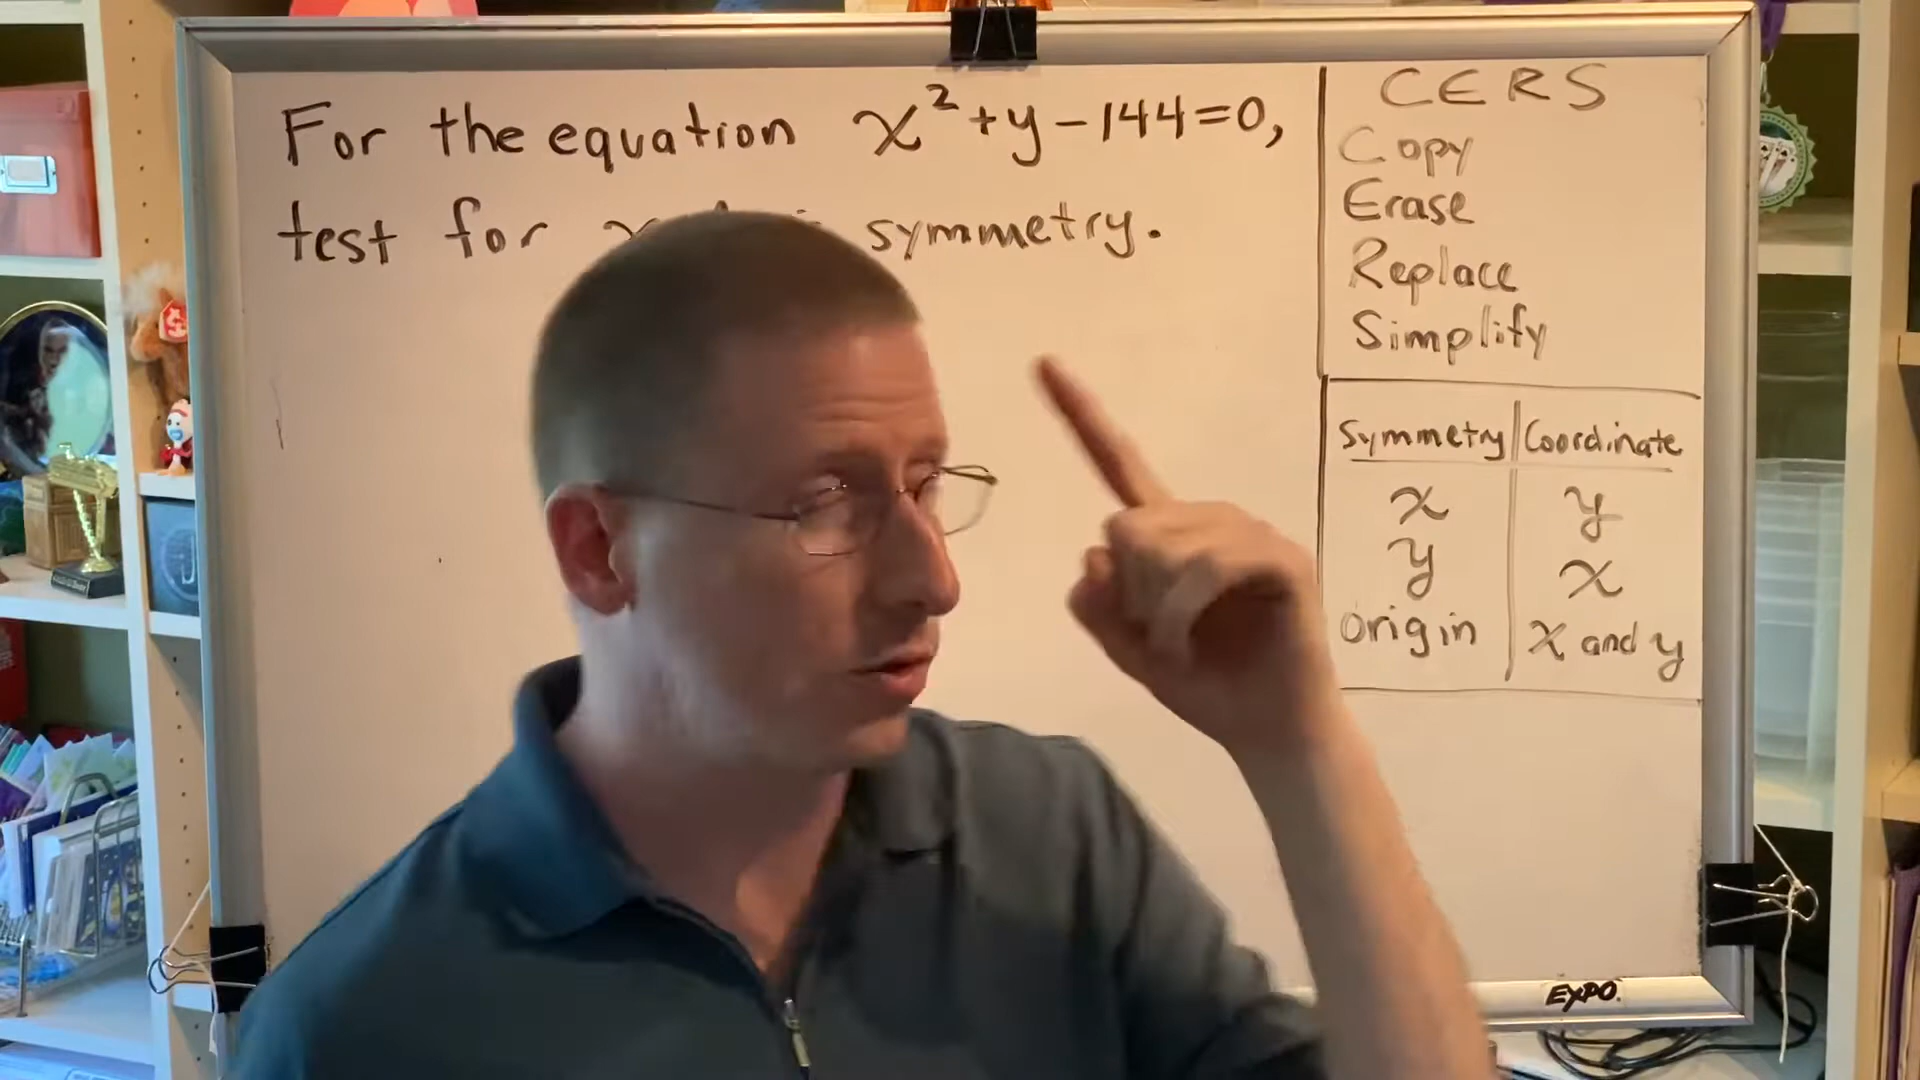 For the equation x²+y-144=0,
test for symmetry.
CERS
Copy
Erase
Replace
Simplify
Symmetry Coordinate
x y
y x
origin x and y
EXPO.